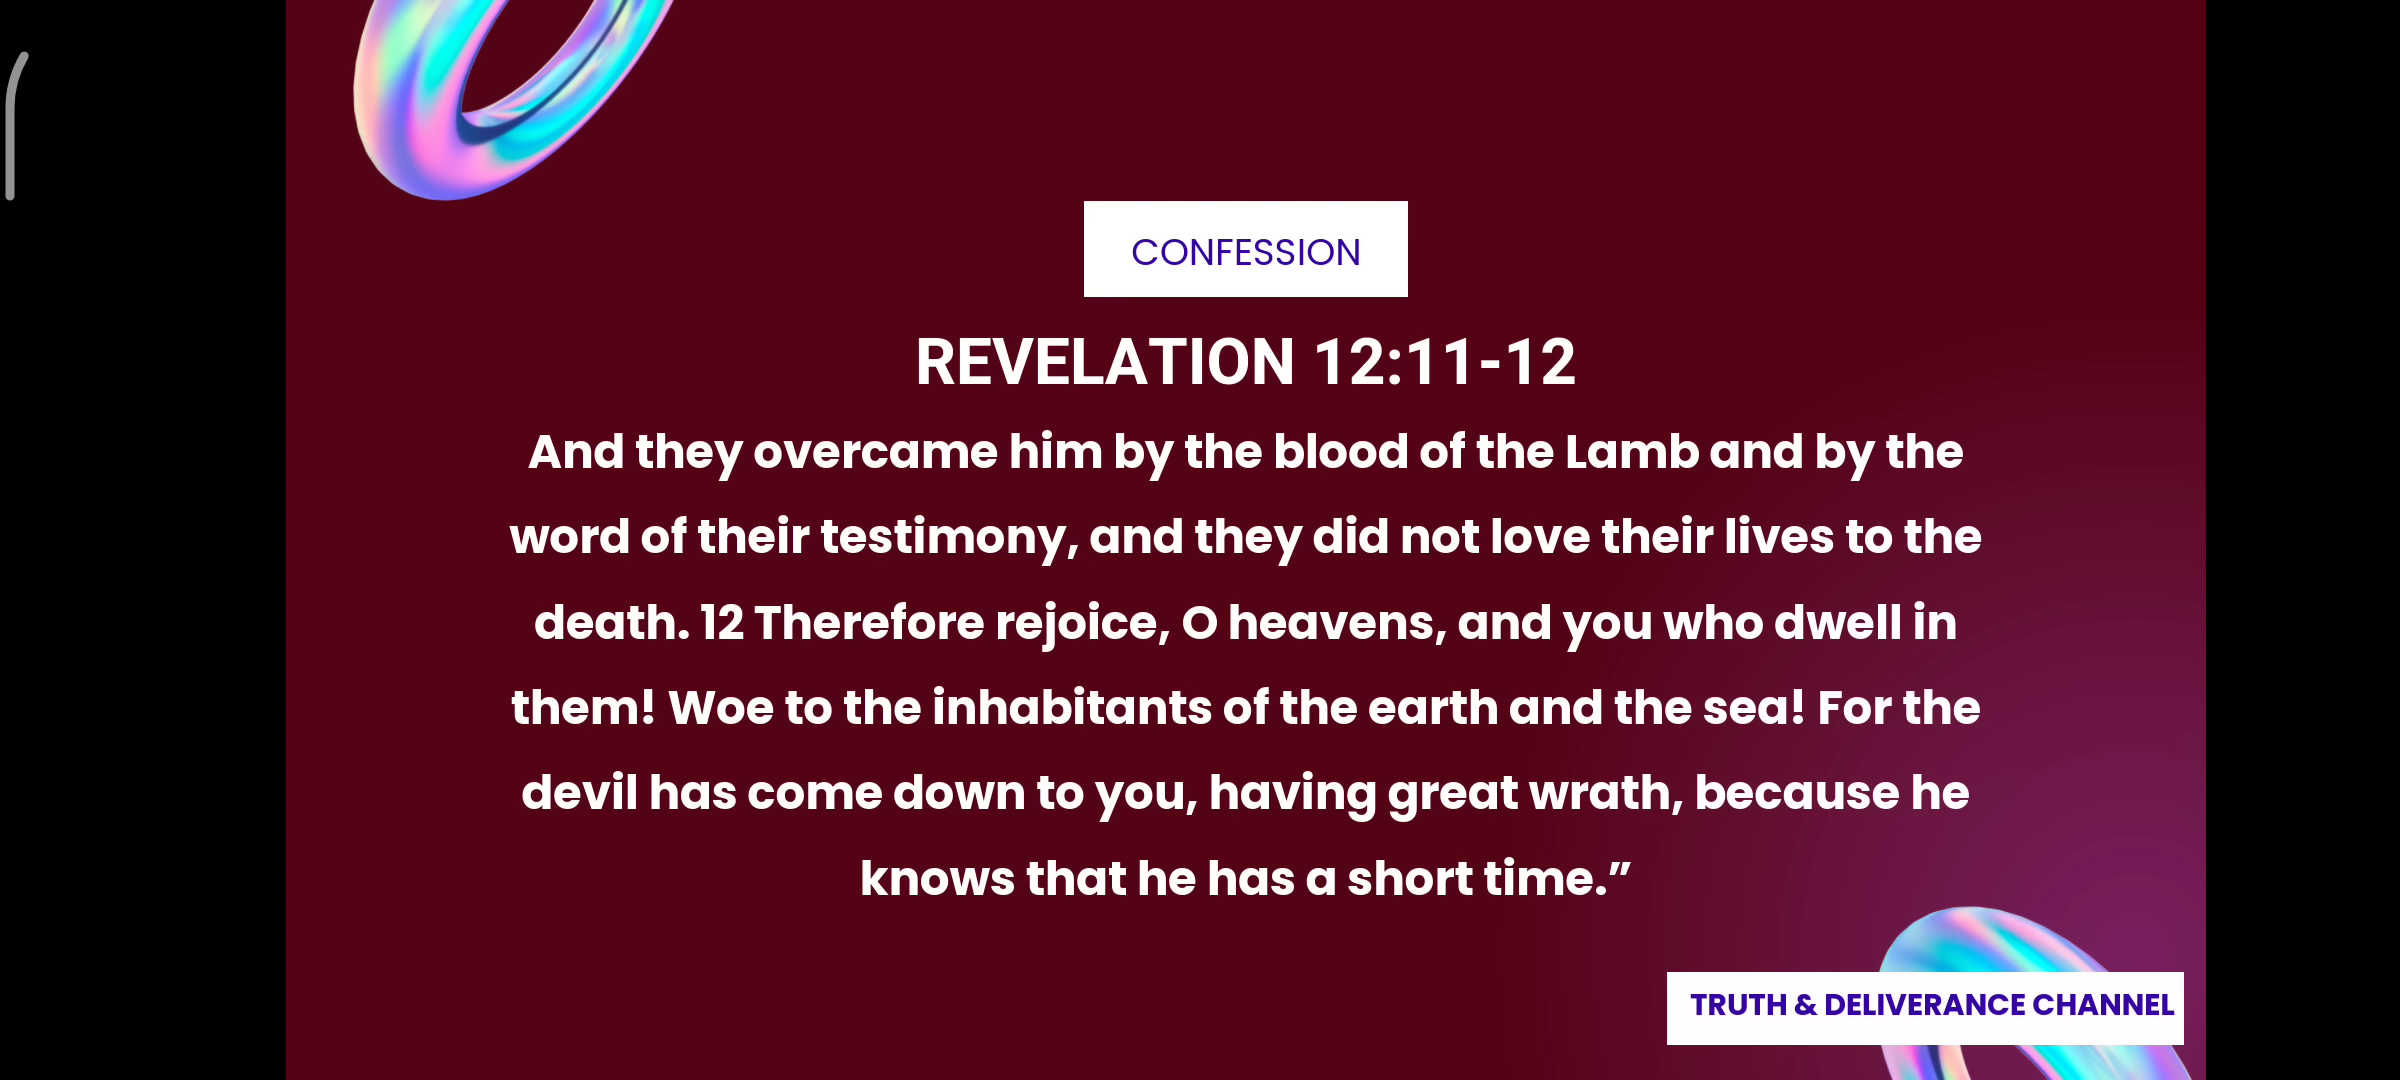 CONFESSION
REVELATION 12:11-12
And they overcame him by the blood of the Lamb and by the
word of their testimony, and they did not love their lives to the
death. 12 Therefore rejoice, O heavens, and you who dwell in
them! Woe to the inhabitants of the earth and the sea! For the
devil has come down to you, having great wrath, because he
knows that he has a short time.”
TRUTH & DELIVERANCE CHANNEL